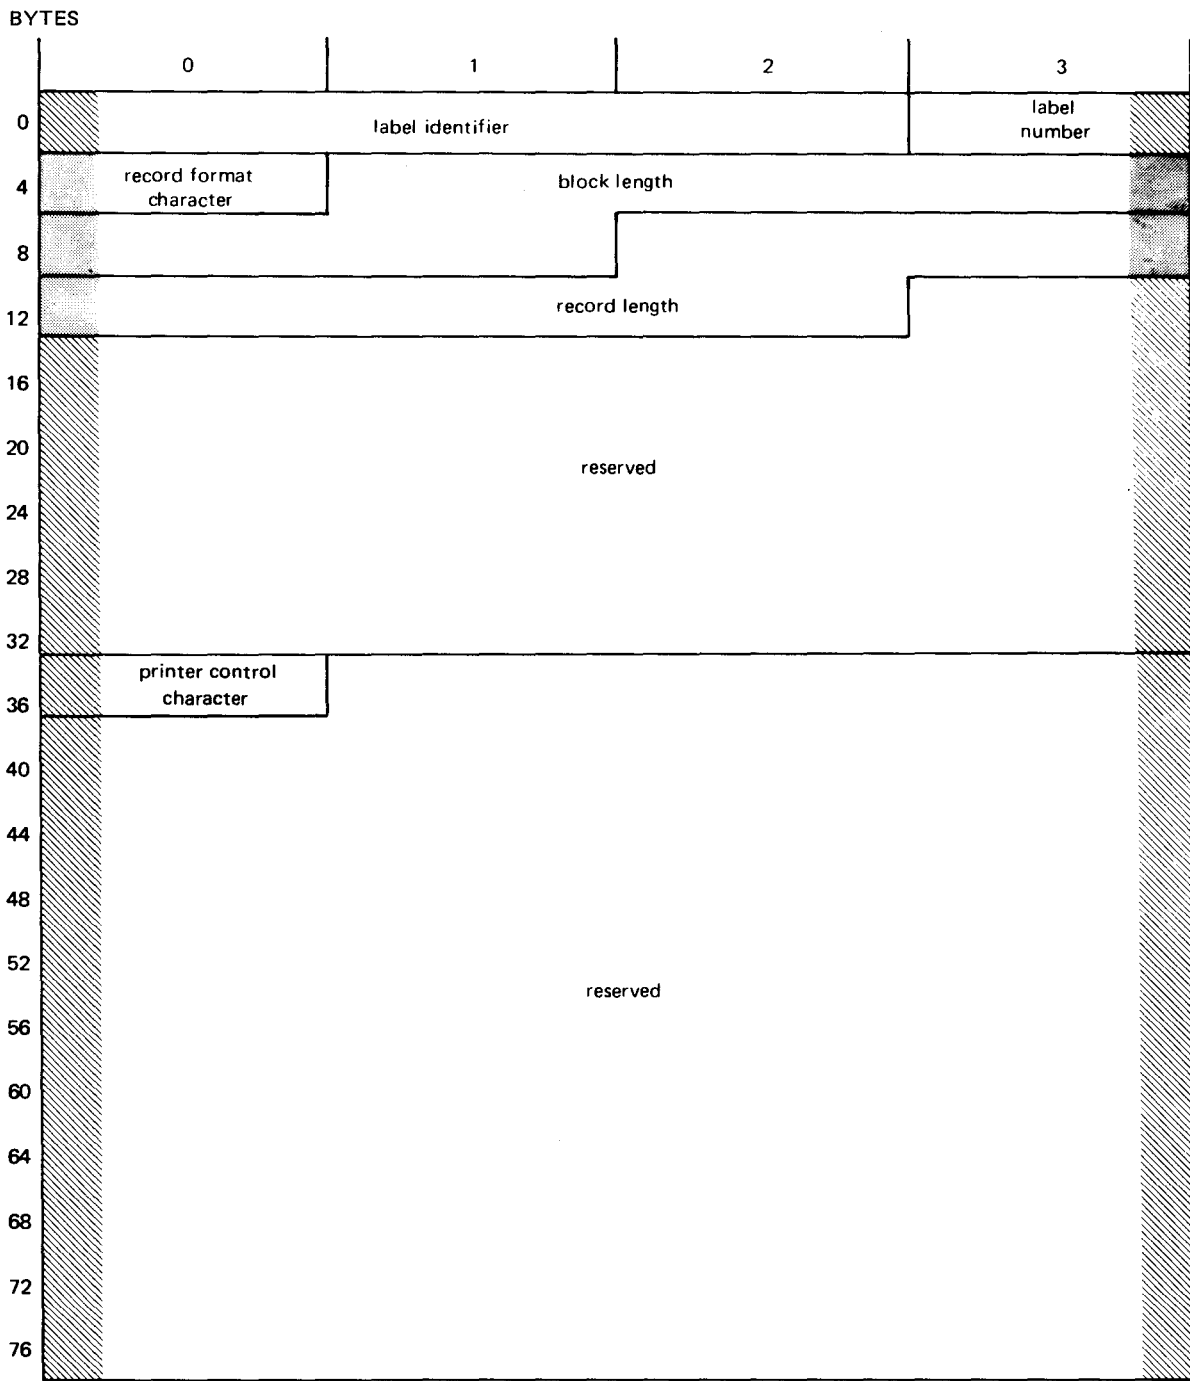 BYTES
0 1 2 3
0 label identifier label
number
4 record format block length
character
8
12 record length
16
20 reserved
24
28
32
printer control
36 character
40
44
48
52 reserved
56
60
64
68
72
76